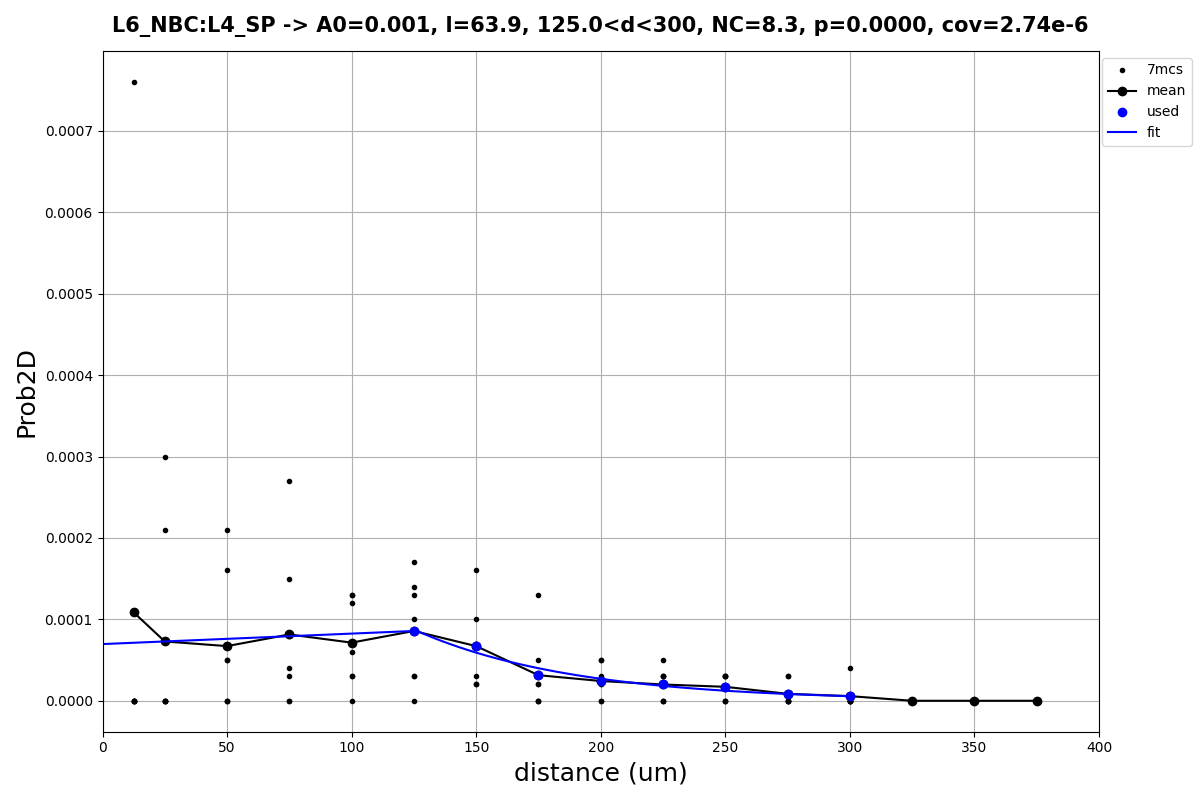 L6_NBC:L4_SP -> A0=0.001, l=63.9, 125.0<d<300, NC=8.3, p=0.0000, cov=2.74e-6
7mcs
mean
used
fit
0.0007
0.0006
0.0005
0.0004
0.0003
0.0002
0.0001
0.0000
Prob2D
0 50 100 150 200 250 300 350 400
distance (um)